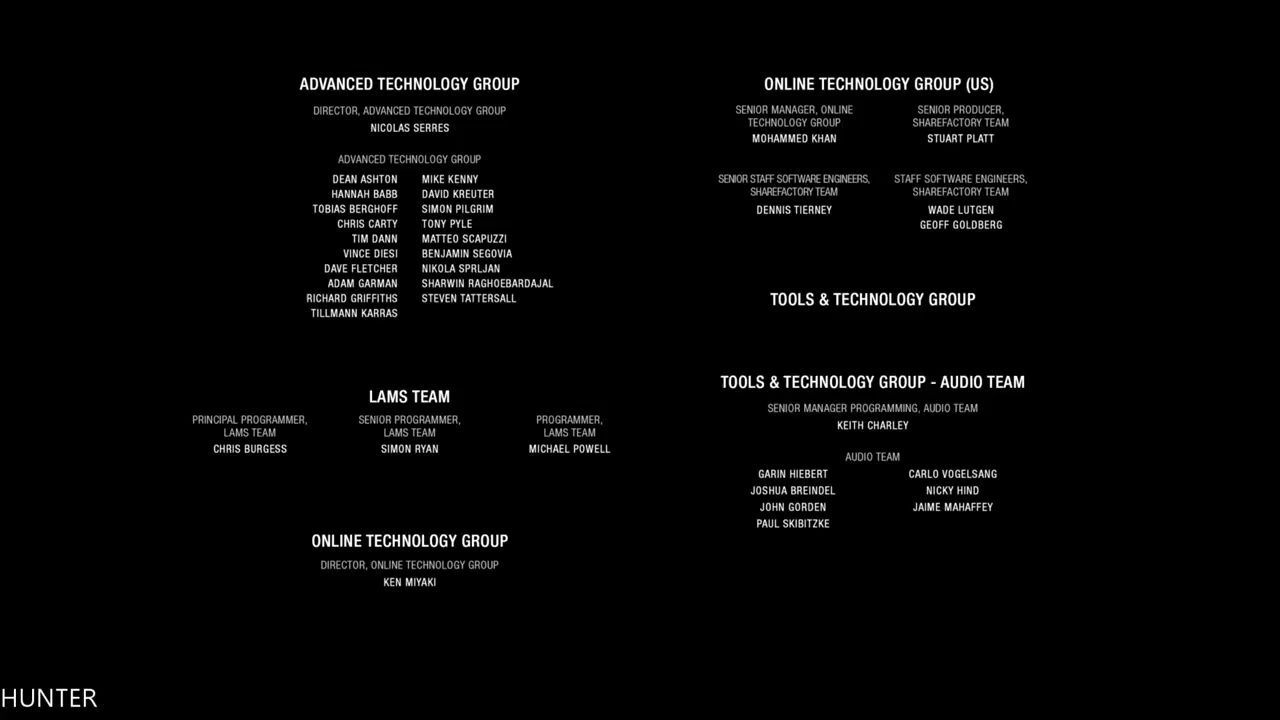 ADVANCED TECHNOLOGY GROUP
DIRECTOR, ADVANCED TECHNOLOGY GROUP
NICOLAS SERRES
ADVANCED TECHNOLOGY GROUP
DEAN ASHTON MIKE KENNY
HANNAH BABB DAVID KREUTER
TOBIAS BERGHOFF SIMON PILGRIM
CHRIS CARTY TONY PYLE
TIM DANN MATTEO SCAPUZZI
VINCE DIESI BENJAMIN SEGOVIA
DAVE FLETCHER NIKOLA SPRLJAN
ADAM GARMAN SHARWIN RAGHOEBARDAJAL
RICHARD GRIFFITHS STEVEN TATTERSALL
TILLMANN KARRAS
LAMS TEAM
PRINCIPAL PROGRAMMER,
LAMS TEAM
CHRIS BURGESS
SENIOR PROGRAMMER,
LAMS TEAM
SIMON RYAN
PROGRAMMER,
LAMS TEAM
MICHAEL POWELL
ONLINE TECHNOLOGY GROUP
DIRECTOR, ONLINE TECHNOLOGY GROUP
KEN MIYAKI
ONLINE TECHNOLOGY GROUP (US)
SENIOR MANAGER, ONLINE
TECHNOLOGY GROUP
MOHAMMED KHAN
SENIOR PRODUCER,
SHAREFACTORY TEAM
STUART PLATT
SENIOR STAFF SOFTWARE ENGINEERS,
SHAREFACTORY TEAM
DENNIS TIERNEY
STAFF SOFTWARE ENGINEERS,
SHAREFACTORY TEAM
WADE LUTGEN
GEOFF GOLDBERG
TOOLS & TECHNOLOGY GROUP
TOOLS & TECHNOLOGY GROUP - AUDIO TEAM
SENIOR MANAGER PROGRAMMING, AUDIO TEAM
KEITH CHARLEY
AUDIO TEAM
GARIN HIEBERT CARLO VOGELSANG
JOSHUA BREINDEL NICKY HIND
JOHN GORDEN JAIME MAHAFFEY
PAUL SKIBITZKE
HUNTER